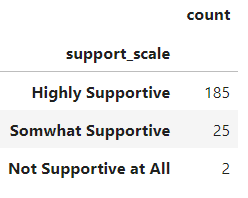 count
support_scale
Highly Supportive 185
Somwhat Supportive 25
Not Supportive at All 2